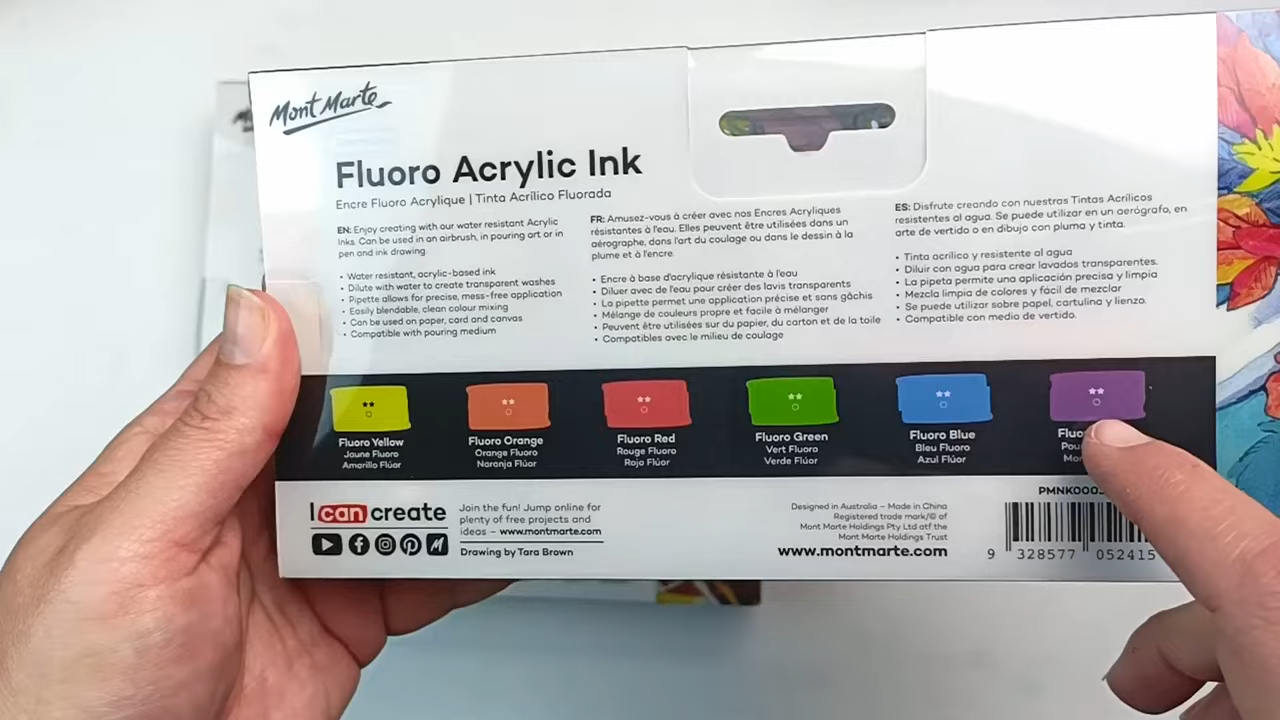 Mont Marte
Fluoro Acrylic Ink
Encre Fluoro Acrylique | Tinta Acrílico Fluorada
EN: Enjoy creating with our water resistant Acrylic
Inks. Can be used in an airbrush, in pouring art or in
pen and ink drawing.
• Water resistant, acrylic-based ink
• Dilute with water to create transparent washes
• Pipette allows for precise, mess-free application
• Easily blendable, clean colour mixing
• Can be used on paper, card and canvas
• Compatible with pouring medium
FR: Amusez-vous à créer avec nos Encres Acryliques
résistantes à l'eau. Elles peuvent être utilisées dans un
aérographe, dans l'art du coulage ou dans le dessin à la
plume et à l'encre.
• Encre à base d'acrylique résistante à l'eau
• Diluer avec de l'eau pour créer des lavis transparents
• La pipette permet une application précise et sans gâchis
• Mélange de couleurs propre et facile à mélanger
• Peuvent être utilisées sur du papier, du carton et de la toile
• Compatibles avec le milieu de coulage
ES: Disfrute creando con nuestras Tintas Acrílicos
resistentes al agua. Se puede utilizar en un aerógrafo, en
arte de vertido o en dibujo con pluma y tinta.
• Tinta acrílico y resistente al agua
• Diluir con agua para crear lavados transparentes.
• La pipeta permite una aplicación precisa y limpia
• Mezcla limpia de colores y fácil de mezclar
• Se puede utilizar sobre papel, cartulina y lienzo.
• Compatible con medio de vertido.
Fluoro Yellow
Jaune Fluoro
Amarillo Flúor
Fluoro Orange
Orange Fluoro
Naranja Flúor
Fluoro Red
Rouge Fluoro
Rojo Flúor
Fluoro Green
Vert Fluoro
Verde Flúor
Fluoro Blue
Bleu Fluoro
Azul Flúor
I can create
Join the fun! Jump online for
plenty of free projects and
ideas – www.montmarte.com
Drawing by Tara Brown
Designed in Australia – Made in China
Registered trade mark/© of
Mont Marte Holdings Pty Ltd atf the
Mont Marte Holdings Trust
www.montmarte.com
9 328577 052415